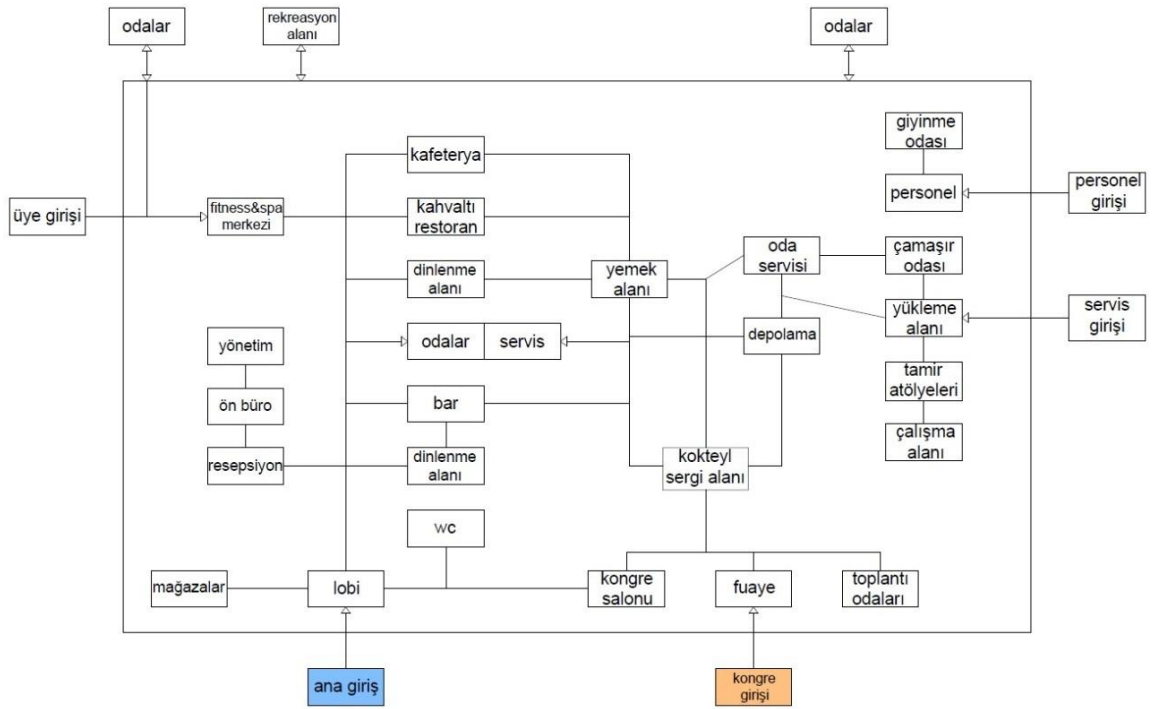 odalar
rekreasyon
alanı
odalar
giyinme
odası
kafeterya
personel
personel
girişi
üye girişi
fitness&spa
merkezi
kahvaltı
restoran
oda
servisi
çamaşır
odası
dinlenme
alanı
yemek
alanı
yükleme
alanı
servis
girişi
yönetim
odalar
servis
depolama
tamir
atölyeleri
ön büro
bar
çalışma
alanı
resepsiyon
dinlenme
alanı
kokteyl
sergi alanı
wc
mağazalar
lobi
kongre
salonu
fuaye
toplantı
odaları
ana giriş
kongre
girişi